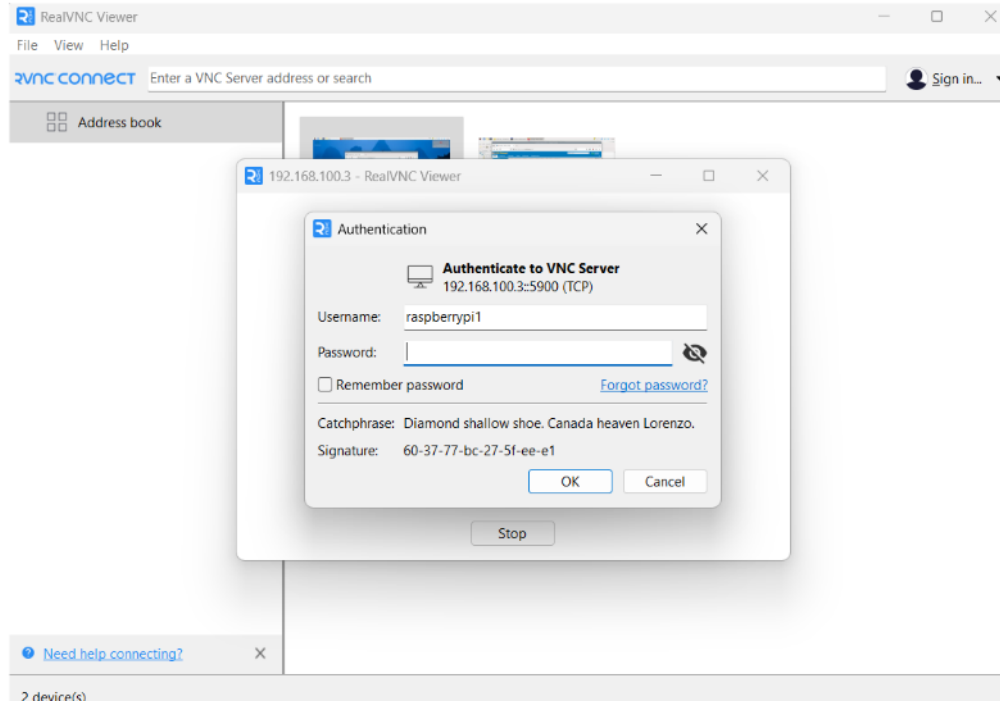 RealVNC Viewer
File View Help
RVNC CONNECT Enter a VNC Server address or search Sign in...
Address book
192.168.100.3 - RealVNC Viewer
Authentication
Authenticate to VNC Server
192.168.100.3::5900 (TCP)
Username: raspberrypi1
Password:
Remember password Forgot password?
Catchphrase: Diamond shallow shoe. Canada heaven Lorenzo.
Signature: 60-37-77-bc-27-5f-ee-e1
OK Cancel
Stop
Need help connecting?
2 device(s)